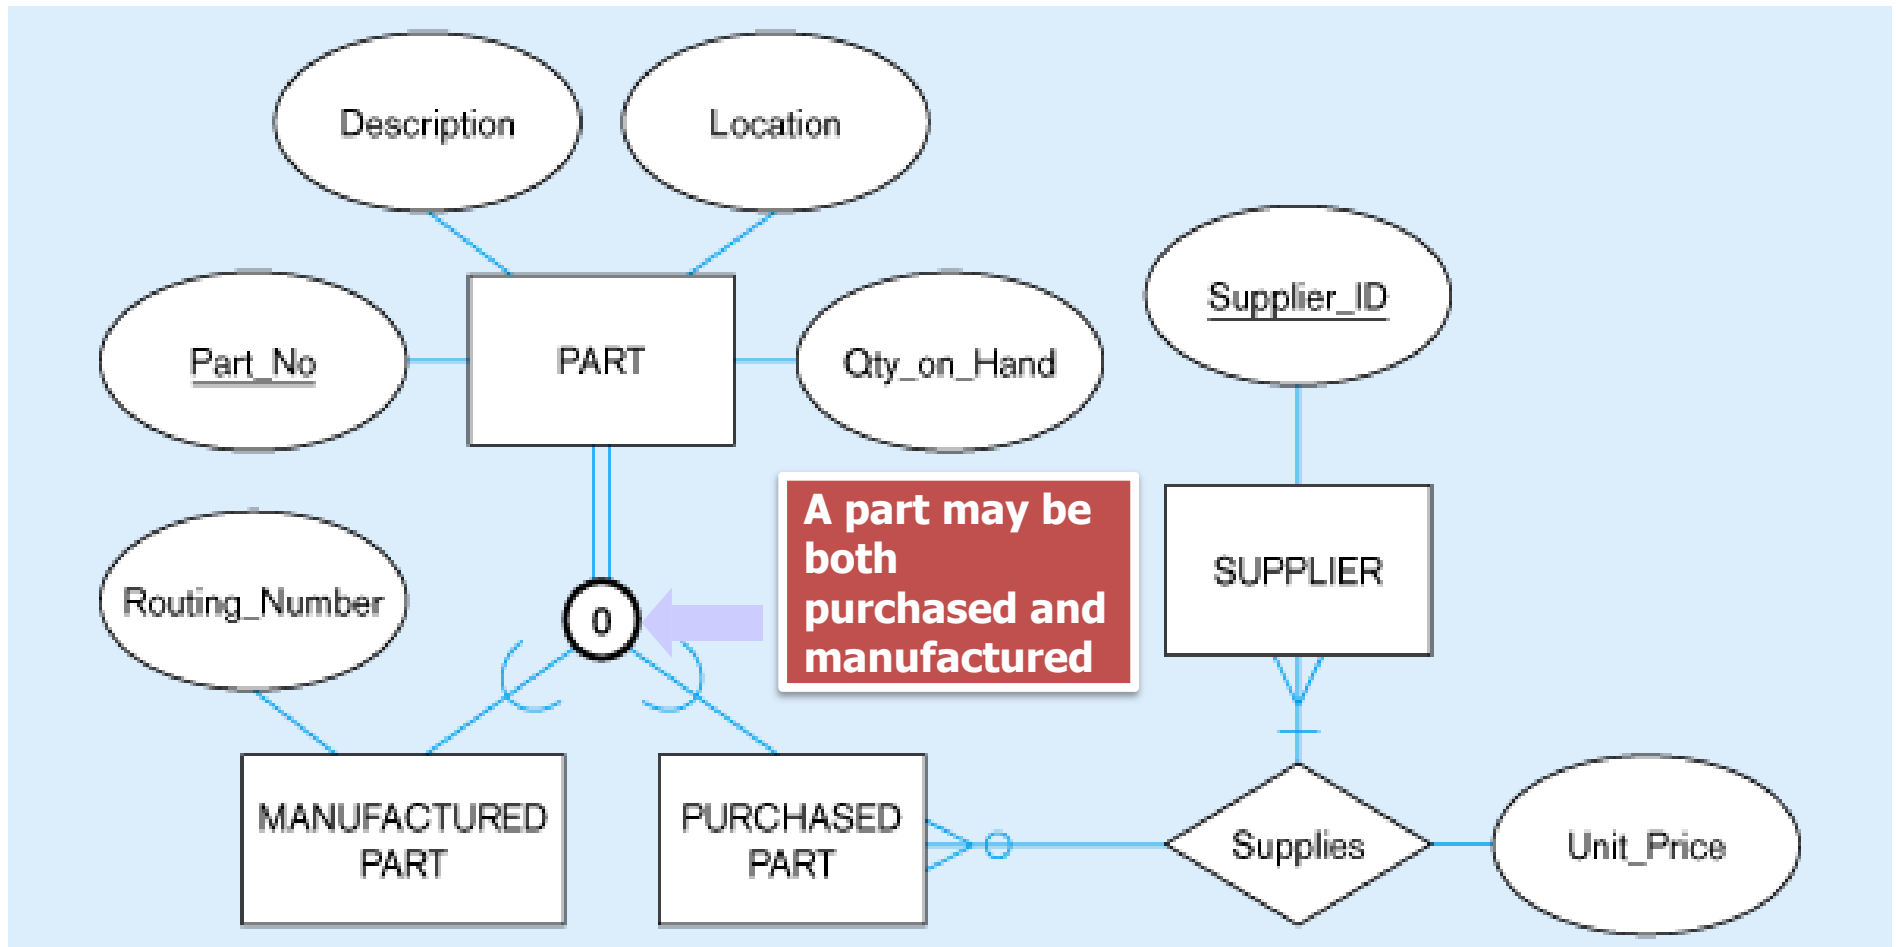 Description
Location
Part_No
PART
Qty_on_Hand
Supplier_ID
A part may be
both
purchased and
manufactured
SUPPLIER
Routing_Number
0
MANUFACTURED
PART
PURCHASED
PART
Supplies
Unit_Price